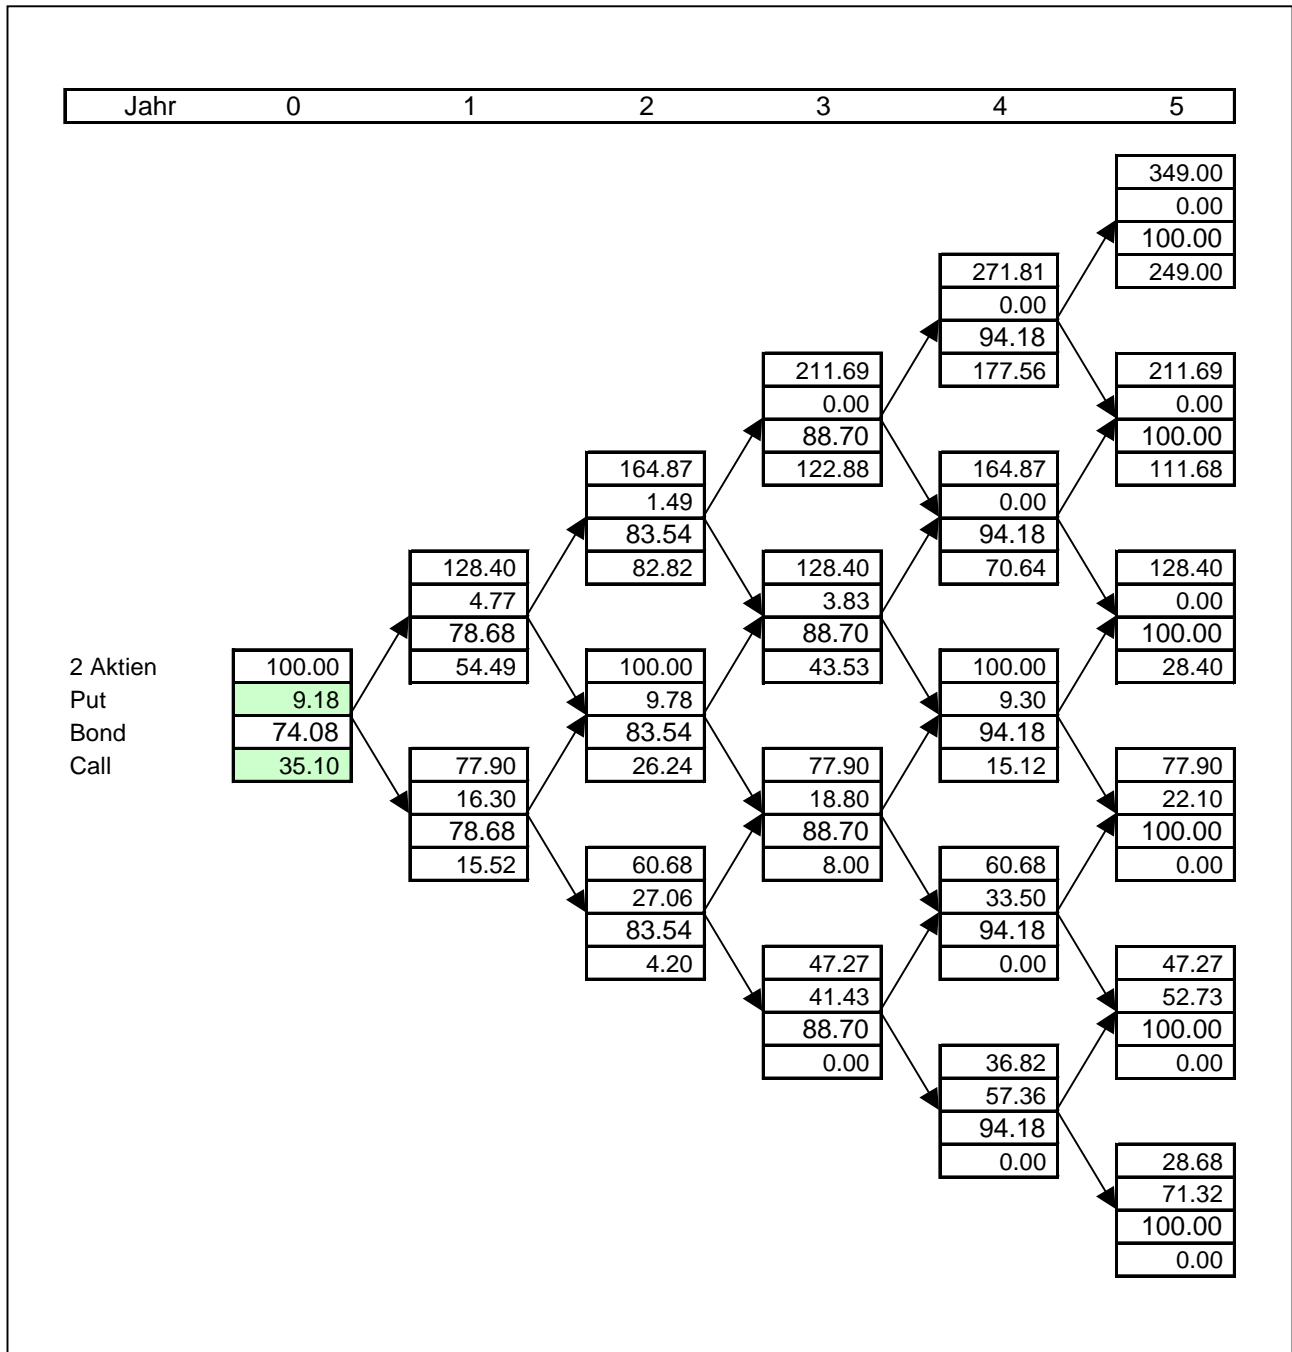 Jahr 0 1 2 3 4 5
349.00
0.00
100.00
271.81 249.00
0.00
94.18
211.69 177.56 211.69
0.00 0.00
88.70 100.00
164.87 122.88 164.87 111.68
1.49 0.00
83.54 94.18
128.40 82.82 128.40 70.64 128.40
4.77 3.83 0.00
78.68 88.70 100.00
2 Aktien 100.00 54.49 100.00 43.53 100.00 28.40
Put 9.18 9.78 9.30
Bond 74.08 83.54 94.18
Call 35.10 77.90 26.24 77.90 15.12 77.90
16.30 18.80 22.10
78.68 88.70 100.00
15.52 60.68 8.00 60.68 0.00
27.06 33.50
83.54 94.18
4.20 47.27 0.00 47.27
41.43 52.73
88.70 100.00
0.00 36.82 0.00
57.36
94.18
0.00 28.68
71.32
100.00
0.00